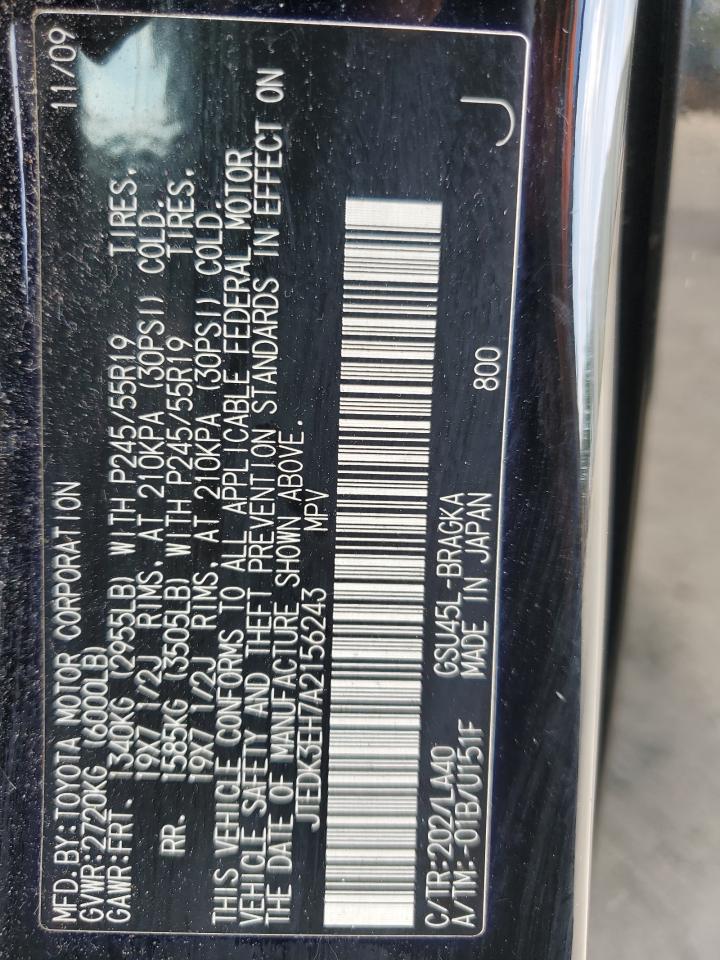 MFD. BY: TOYOTA MOTOR CORPORATION 11/09
GVWR: 2720KG (6000LB)
GAWR: FRT. 1340KG (2955LB) WITH P245/55R19 TIRES,
19X7 1/2J RIMS, AT 210KPA (30PSI) COLD.
RR. 1585KG (3505LB) WITH P245/55R19 TIRES,
19X7 1/2J RIMS, AT 210KPA (30PSI) COLD.
THIS VEHICLE CONFORMS TO ALL APPLICABLE FEDERAL MOTOR
VEHICLE SAFETY AND THEFT PREVENTION STANDARDS IN EFFECT ON
THE DATE OF MANUFACTURE SHOWN ABOVE.
JTEDK3EH7A2156243 MPV
C/TR: 202/LA40 GSU45L-BRAGKA 800 J
A/TM: -01B/U151F MADE IN JAPAN